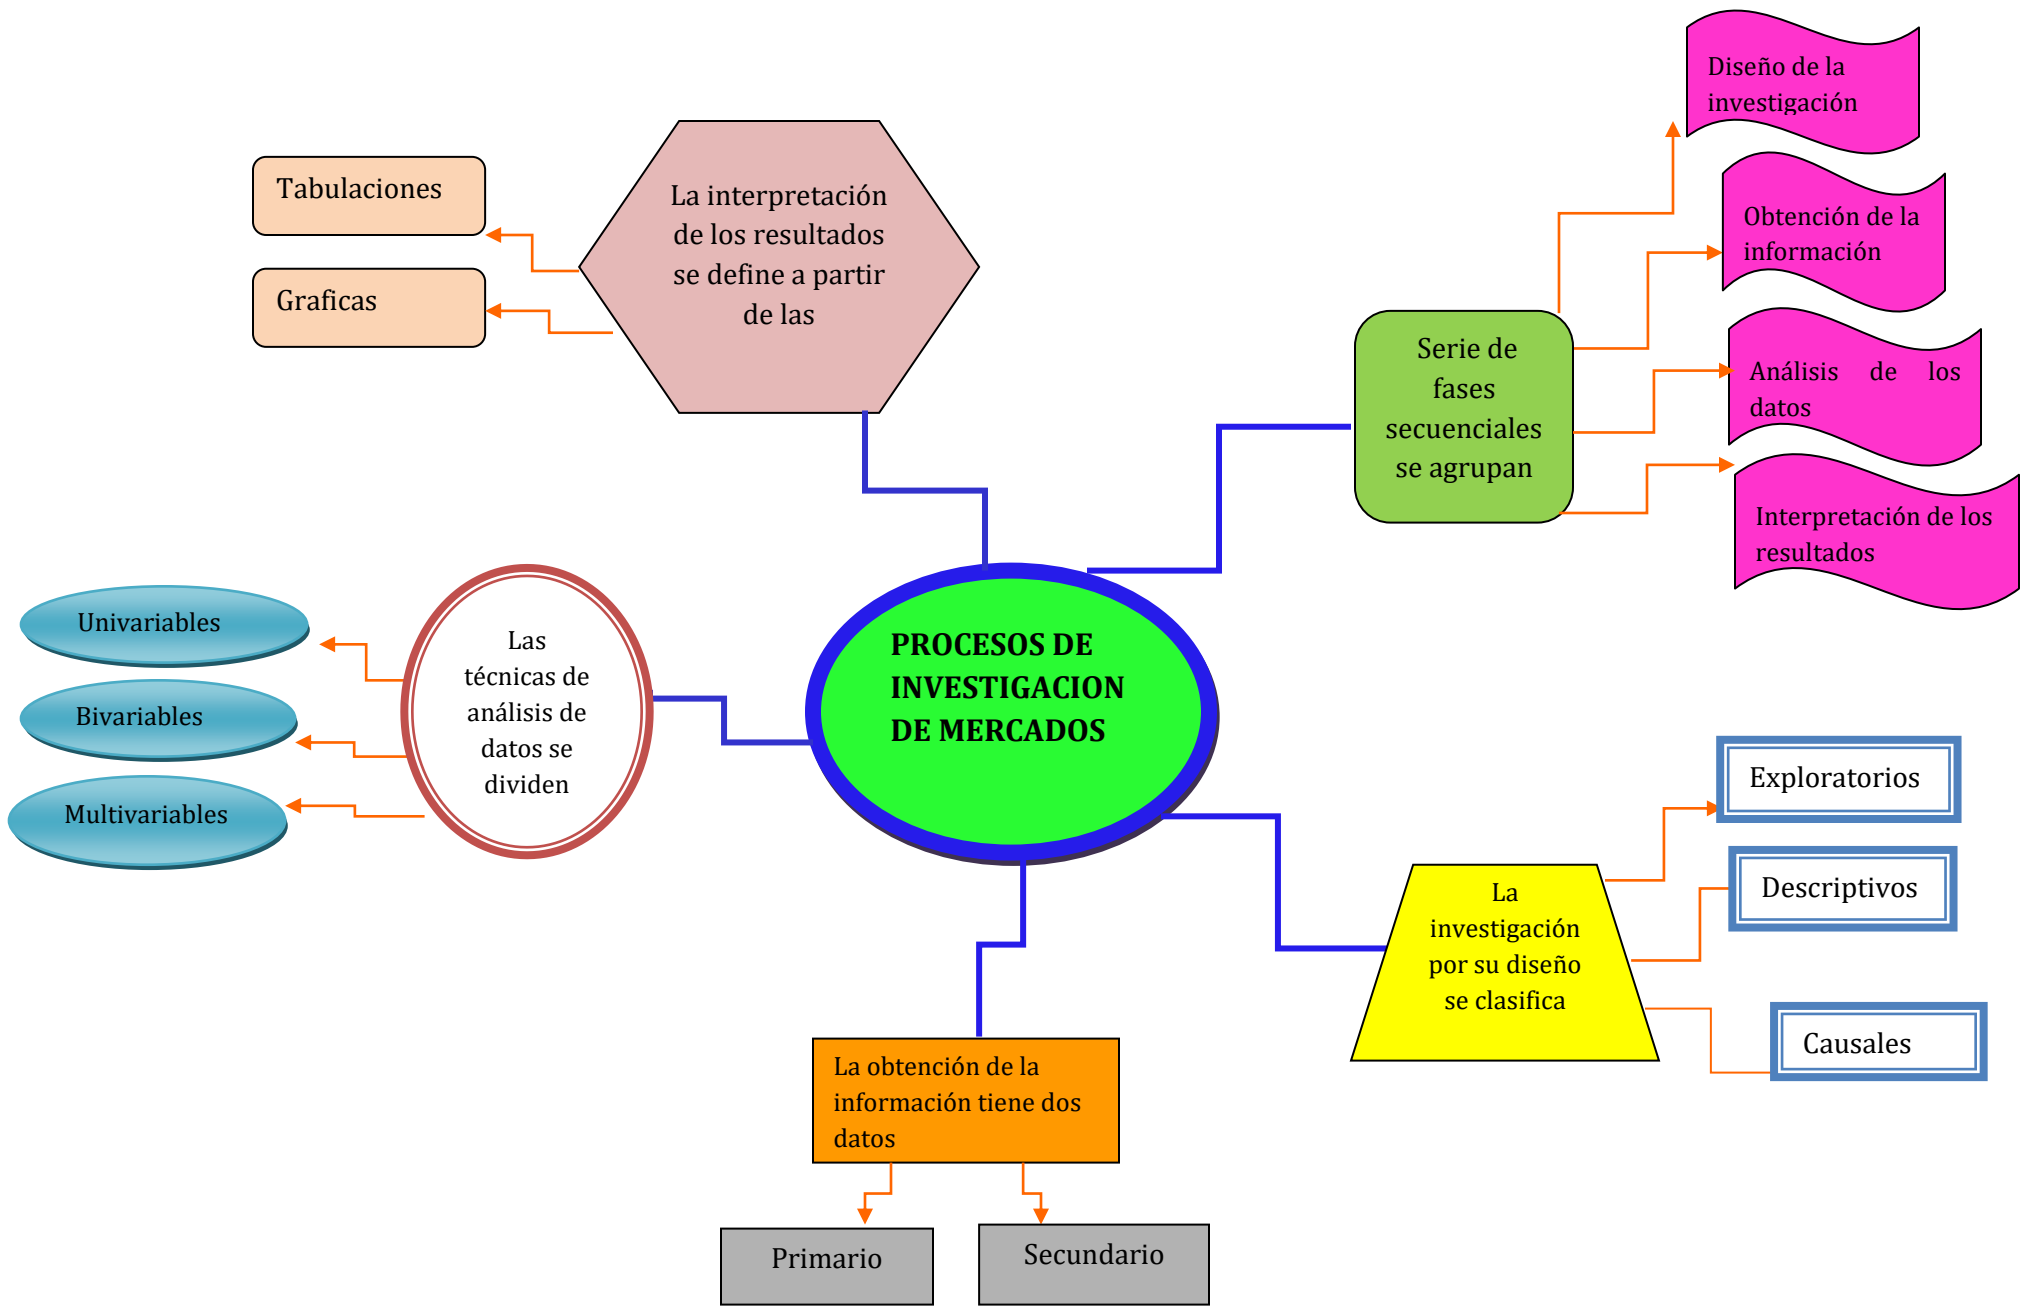 Diseño de la
investigación
Obtención de la
información
Análisis de los
datos
Interpretación de los
resultados
Serie de
fases
secuenciales
se agrupan
La interpretación
de los resultados
se define a partir
de las
Tabulaciones
Graficas
PROCESOS DE
INVESTIGACION
DE MERCADOS
Las
técnicas de
análisis de
datos se
dividen
Univariables
Bivariables
Multivariables
La
investigación
por su diseño
se clasifica
Exploratorios
Descriptivos
Causales
La obtención de la
información tiene dos
datos
Primario
Secundario